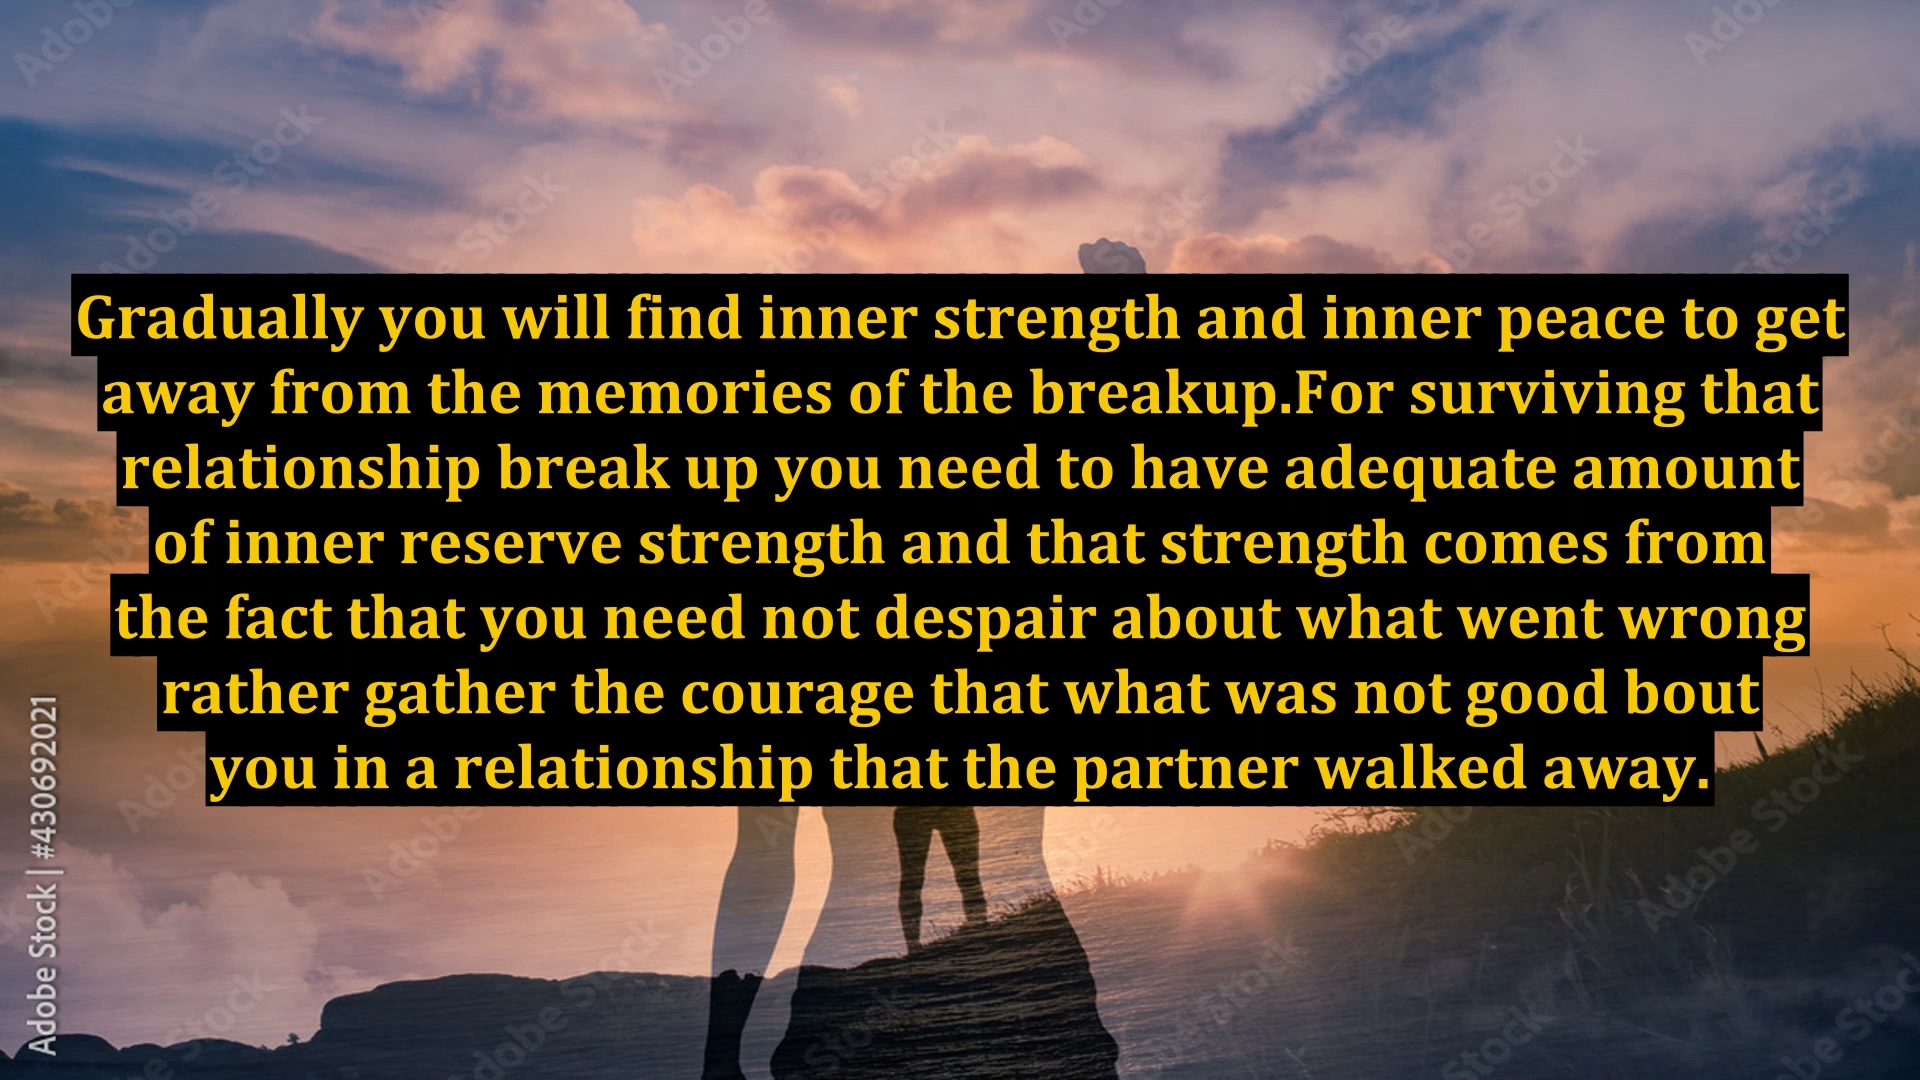 Gradually you will find inner strength and inner peace to get
away from the memories of the breakup.For surviving that
relationship break up you need to have adequate amount
of inner reserve strength and that strength comes from
the fact that you need not despair about what went wrong
rather gather the courage that what was not good bout
you in a relationship that the partner walked away.
Adobe Stock | #430692021
Adobe Stock